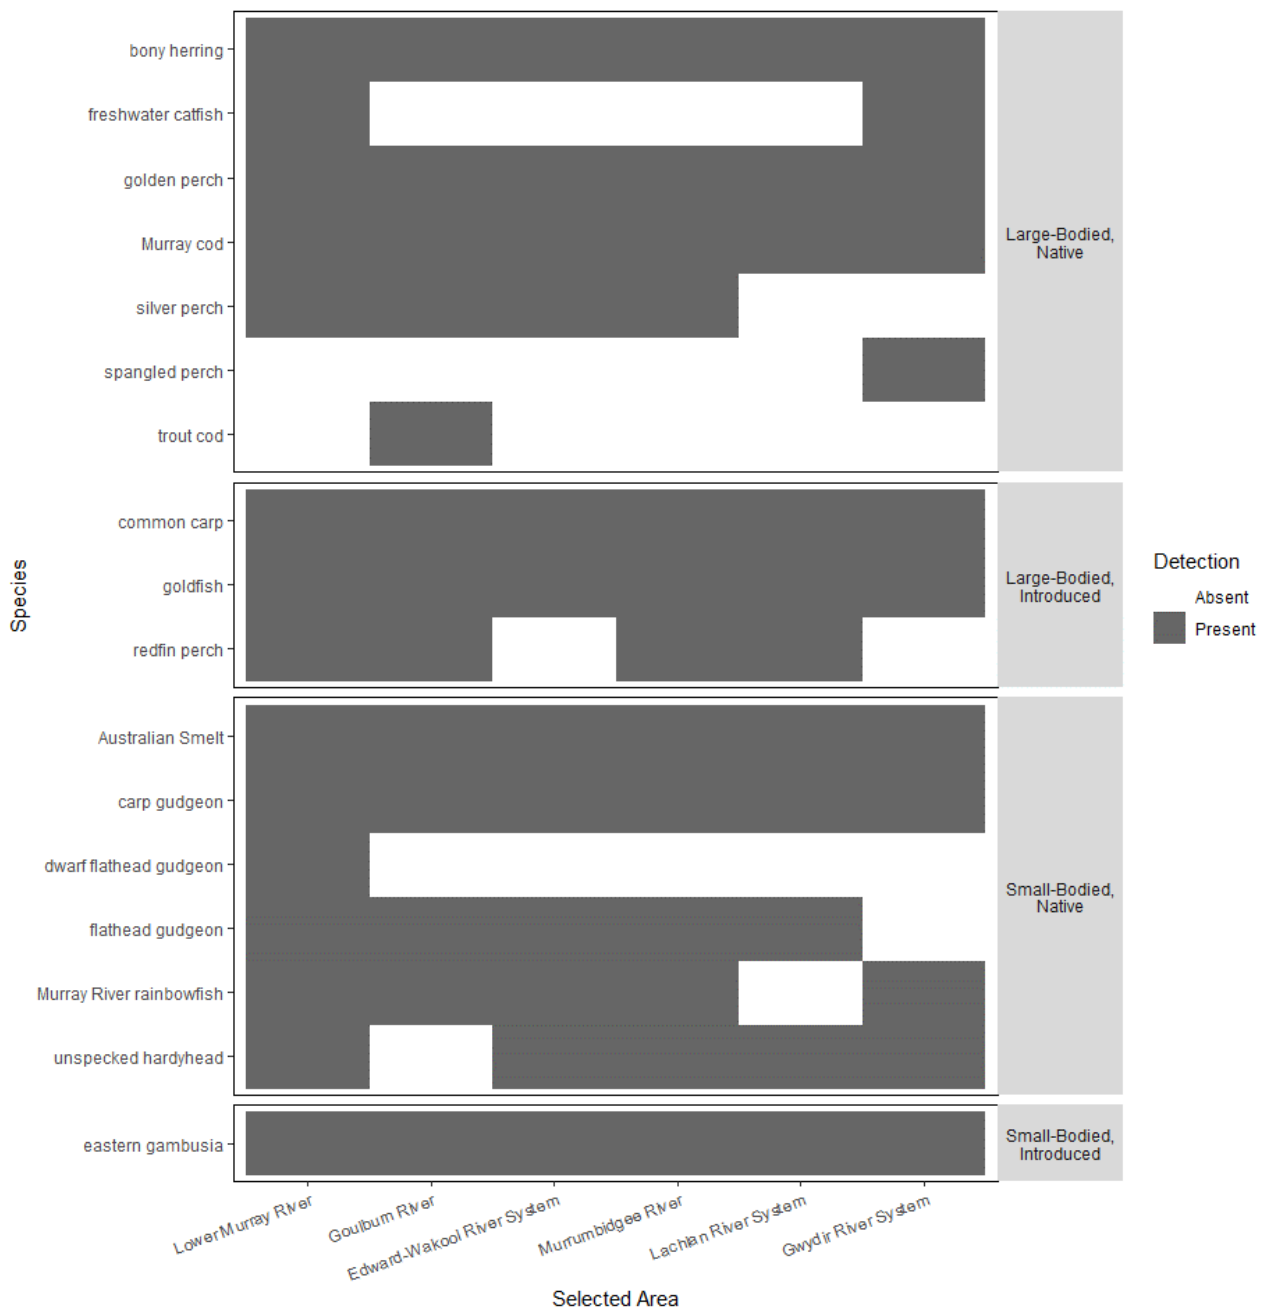 bony herring
freshwater catfish
golden perch
Murray cod
silver perch
spangled perch
trout cod
Large-Bodied,
Native
common carp
goldfish
redfin perch
Large-Bodied,
Introduced
Australian Smelt
carp gudgeon
dwarf flathead gudgeon
flathead gudgeon
Murray River rainbowfish
unspecked hardyhead
Small-Bodied,
Native
eastern gambusia
Small-Bodied,
Introduced
Species
Detection
Absent
Present
Lower Murray River
Goulburn River
Edward-Wakool River System
Murrumbidgee River
Lachlan River System
Gwydir River System
Selected Area